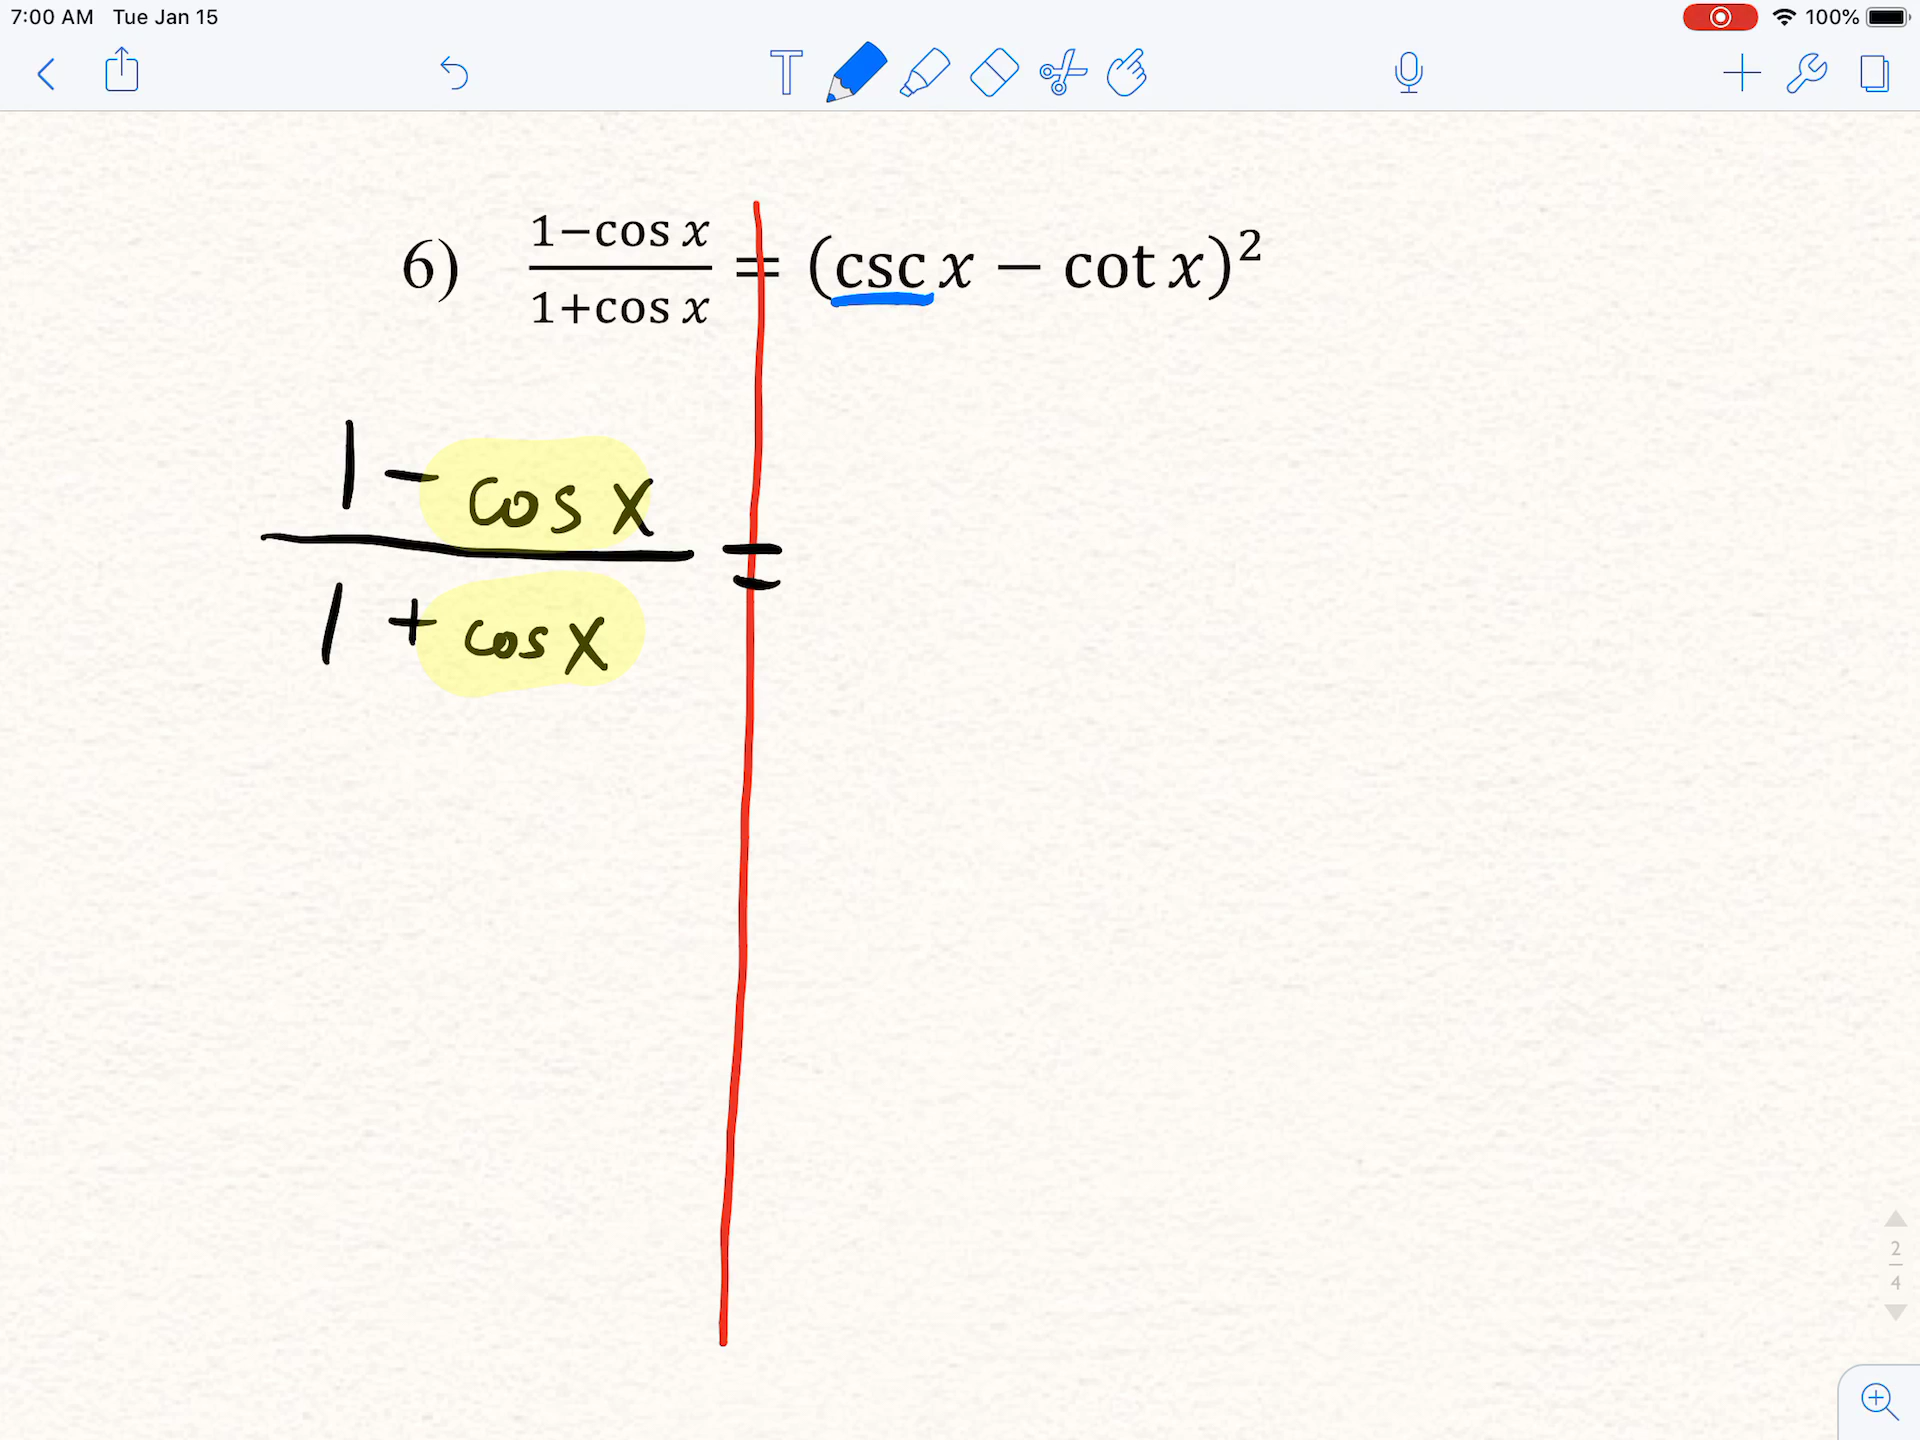 7:00 AM Tue Jan 15 100%
T
6) 1−cos x / 1+cos x = (csc x − cot x)²
1 - cos x
=
1 + cos x
2
4